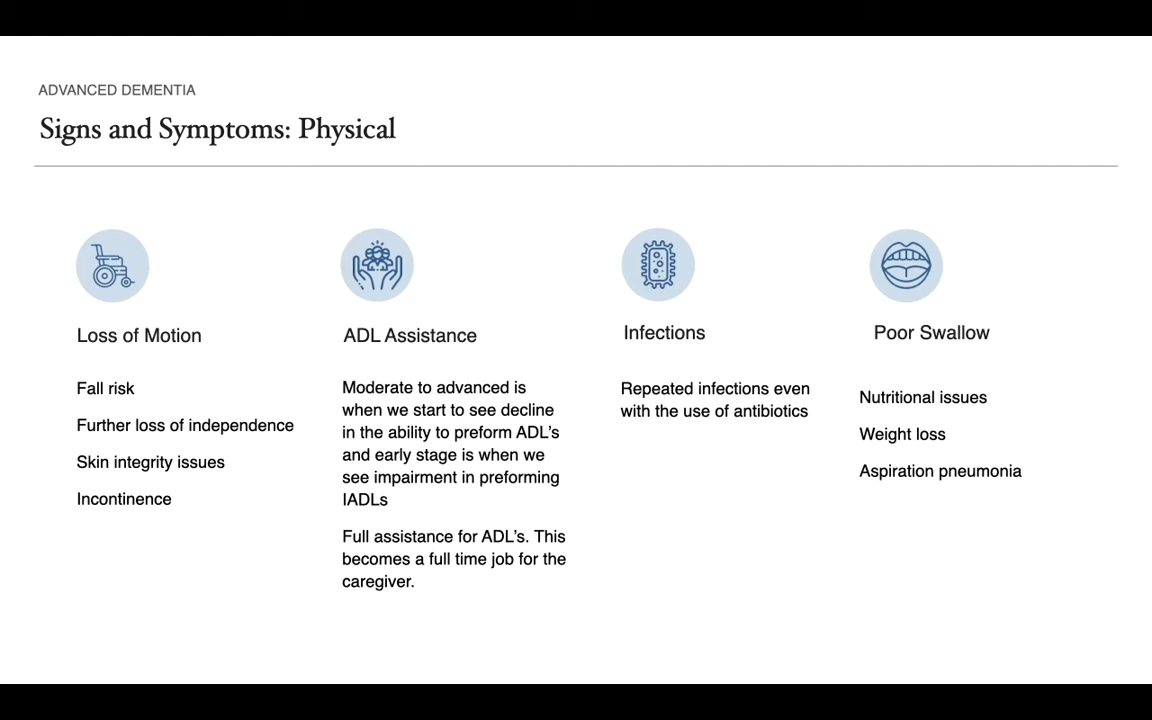 ADVANCED DEMENTIA
Signs and Symptoms: Physical
Loss of Motion
Fall risk
Further loss of independence
Skin integrity issues
Incontinence
ADL Assistance
Moderate to advanced is
when we start to see decline
in the ability to preform ADL’s
and early stage is when we
see impairment in preforming
IADLs
Full assistance for ADL’s. This
becomes a full time job for the
caregiver.
Infections
Repeated infections even
with the use of antibiotics
Poor Swallow
Nutritional issues
Weight loss
Aspiration pneumonia